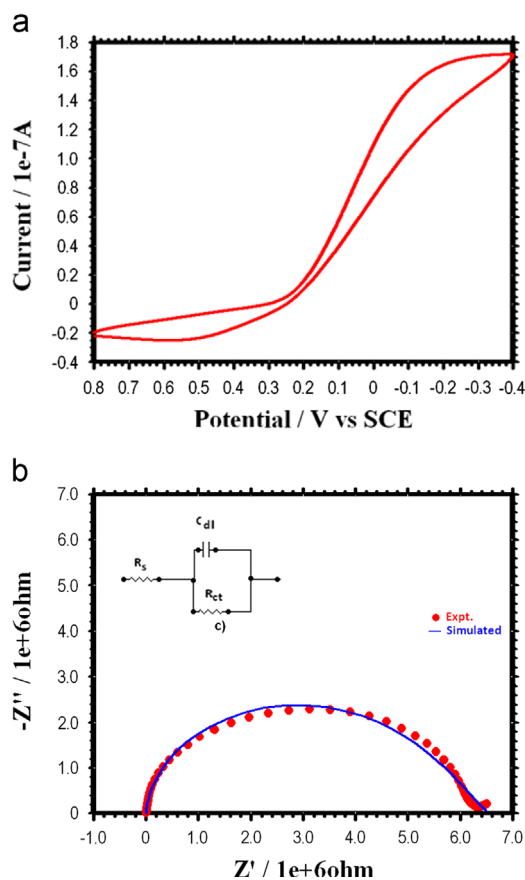 a
Current / 1e-7A
1.8
1.6
1.4
1.2
1.0
0.8
0.6
0.4
0.2
0
-0.2
-0.4
0.8 0.7 0.6 0.5 0.4 0.3 0.2 0.1 0 -0.1 -0.2 -0.3 -0.4
Potential / V vs SCE
b
-Z'' / 1e+6ohm
7.0
6.0
5.0
4.0
3.0
2.0
1.0
0
Cdl
Rs
Rct
c)
Expt.
Simulated
-1.0 0 1.0 2.0 3.0 4.0 5.0 6.0 7.0
Z' / 1e+6ohm